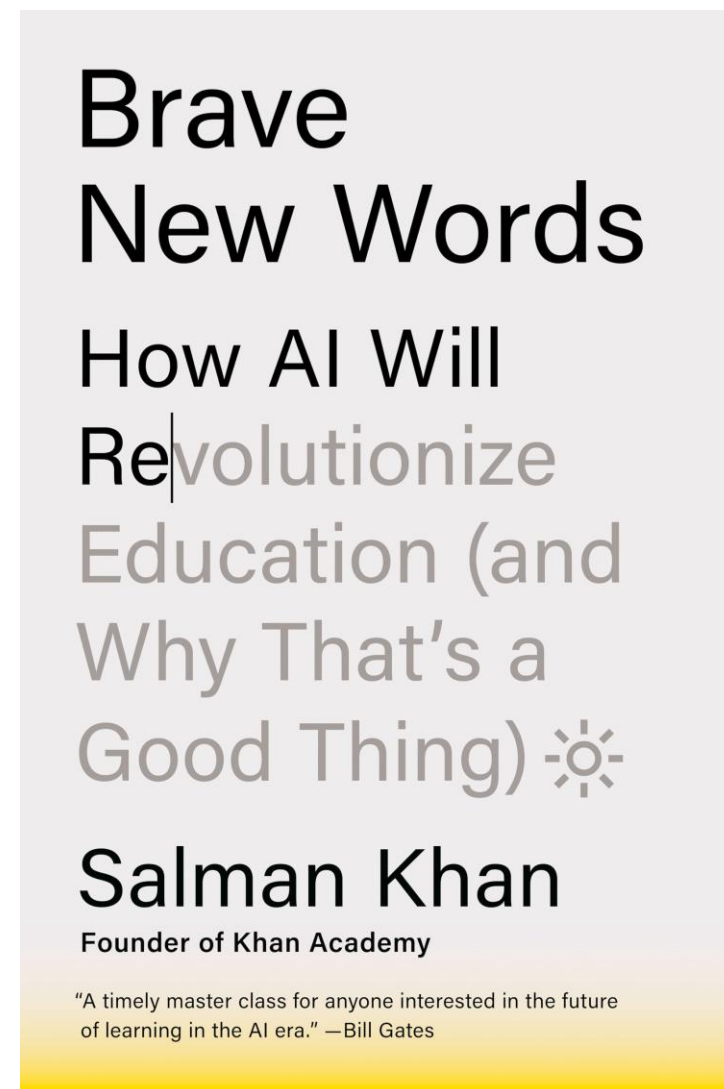 Brave
New Words
How AI Will
Revolutionize
Education (and
Why That’s a
Good Thing)
Salman Khan
Founder of Khan Academy
“A timely master class for anyone interested in the future
of learning in the AI era.” —Bill Gates